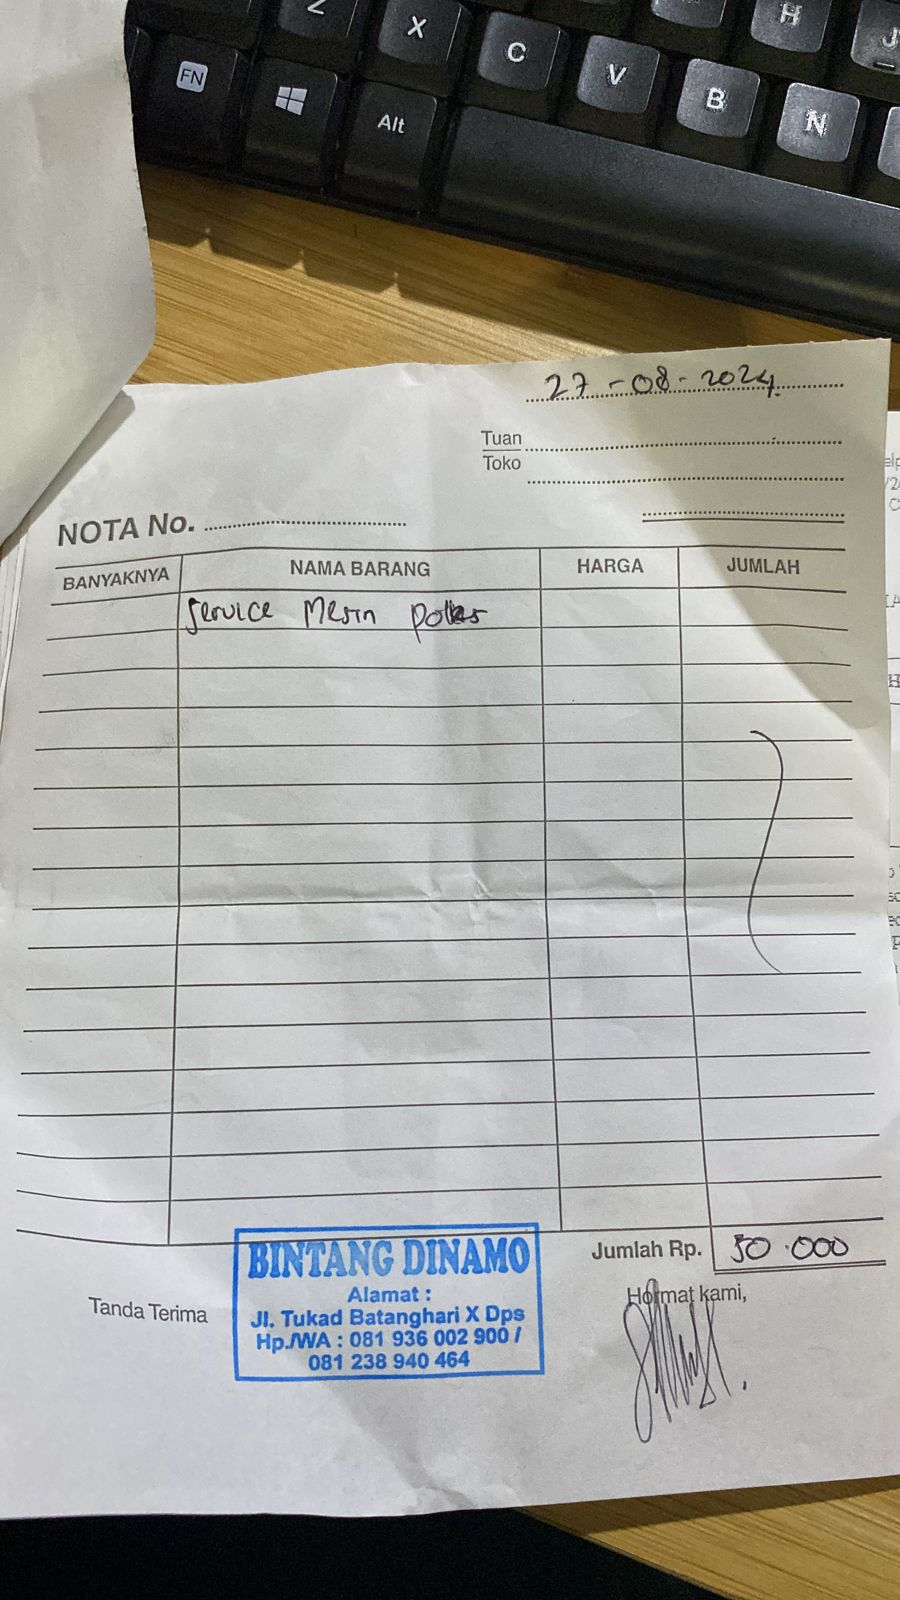 Z X C V B N H J
FN Alt
27-08-2024
Tuan
Toko
NOTA No.
BANYAKNYA NAMA BARANG HARGA JUMLAH
Service Mesin poles
Jumlah Rp. 50.000
BINTANG DINAMO
Alamat :
Jl. Tukad Batanghari X Dps
Hp./WA : 081 936 002 900 /
081 238 940 464
Tanda Terima
Hormat kami,